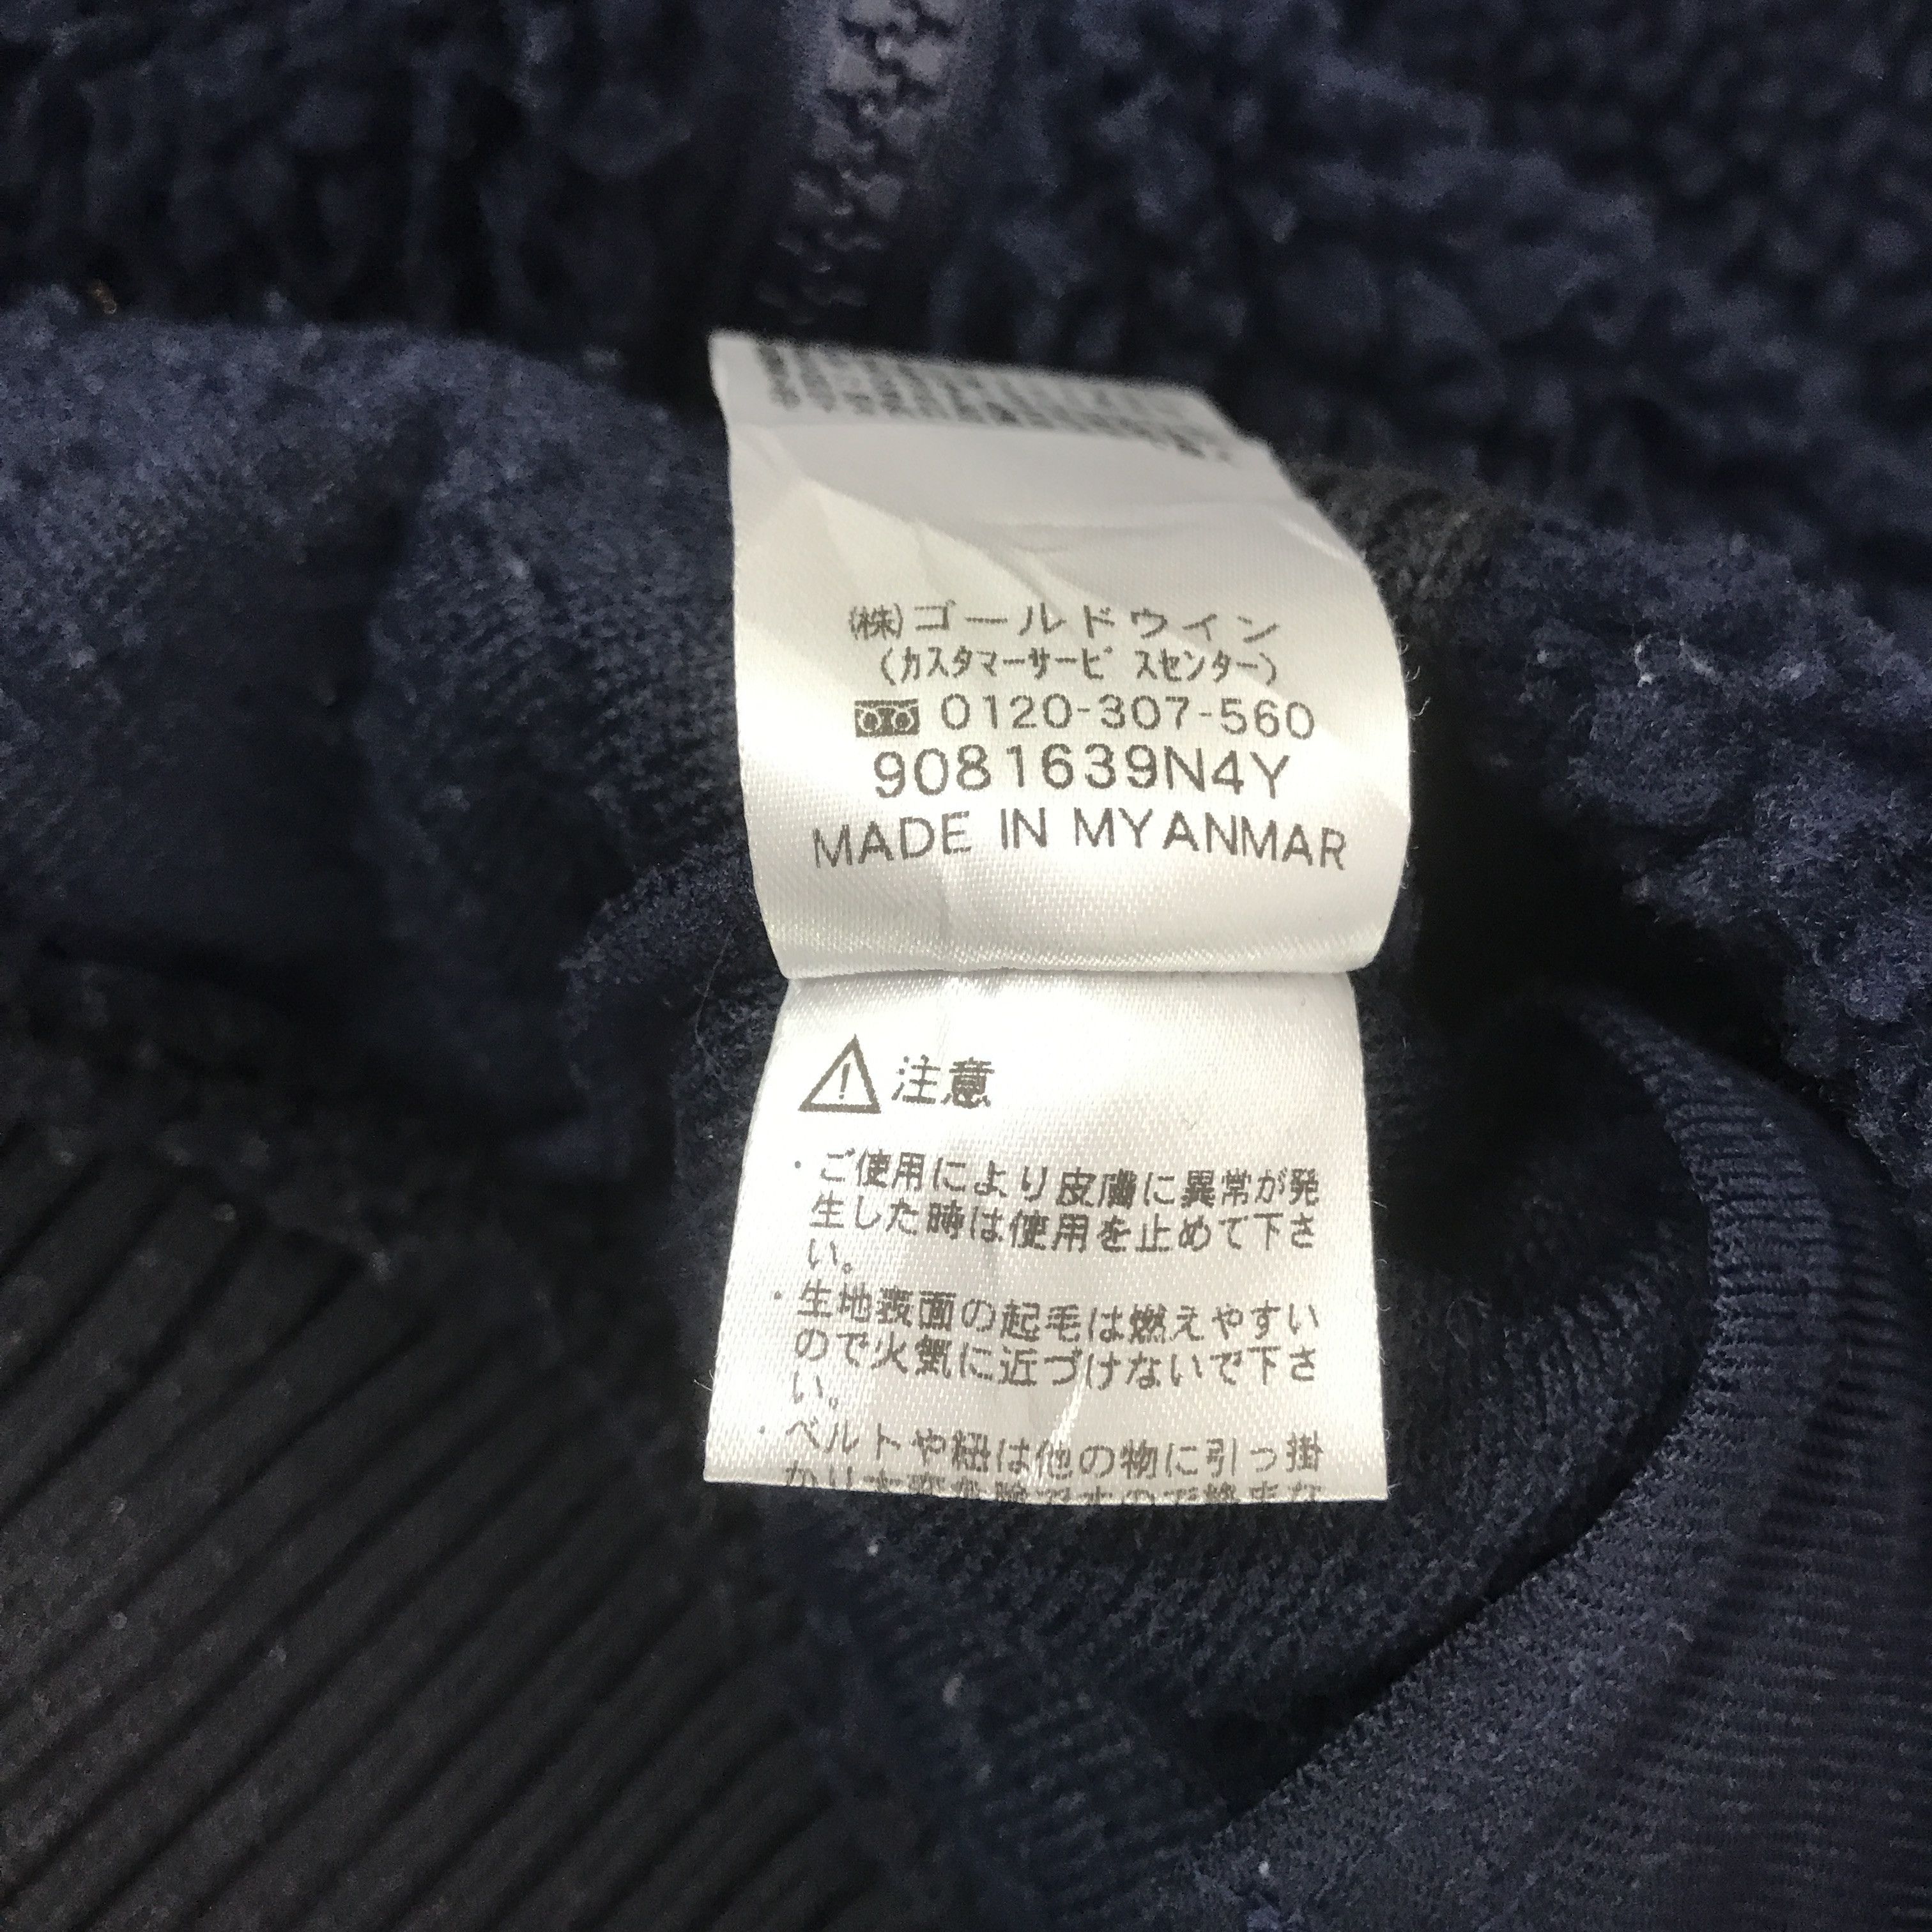 ㈱ゴールドウイン
(カスタマーサービスセンター)
0120-307-560
9081639N4Y
MADE IN MYANMAR
注意
・ご使用により皮膚に異常が発
生した時は使用を止めて下さ
い。
・生地表面の起毛は燃えやすい
ので火気に近づけないで下さ
い。
・ベルトや紐は他の物に引っ掛